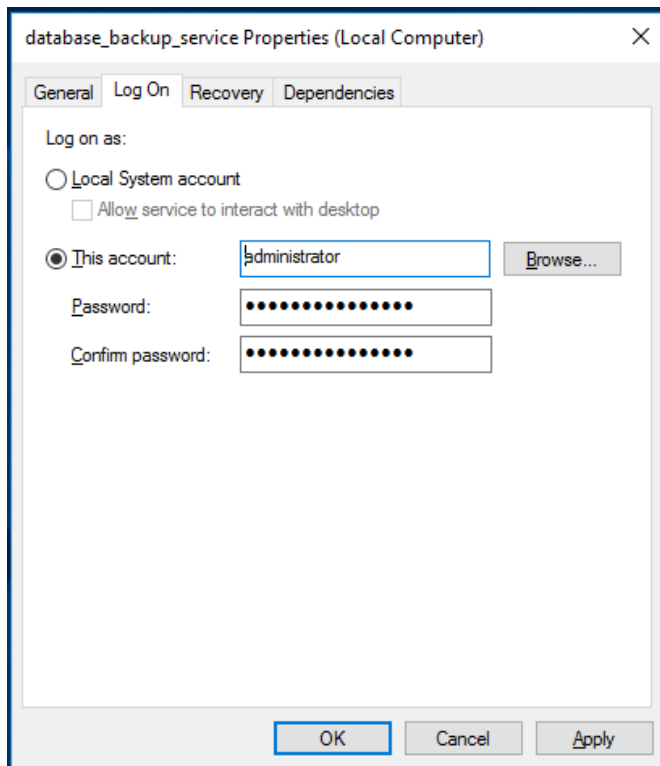 database_backup_service Properties (Local Computer)
General Log On Recovery Dependencies
Log on as:
Local System account
Allow service to interact with desktop
This account: administrator Browse...
Password: ●●●●●●●●●●●●●●●
Confirm password: ●●●●●●●●●●●●●●●
OK Cancel Apply